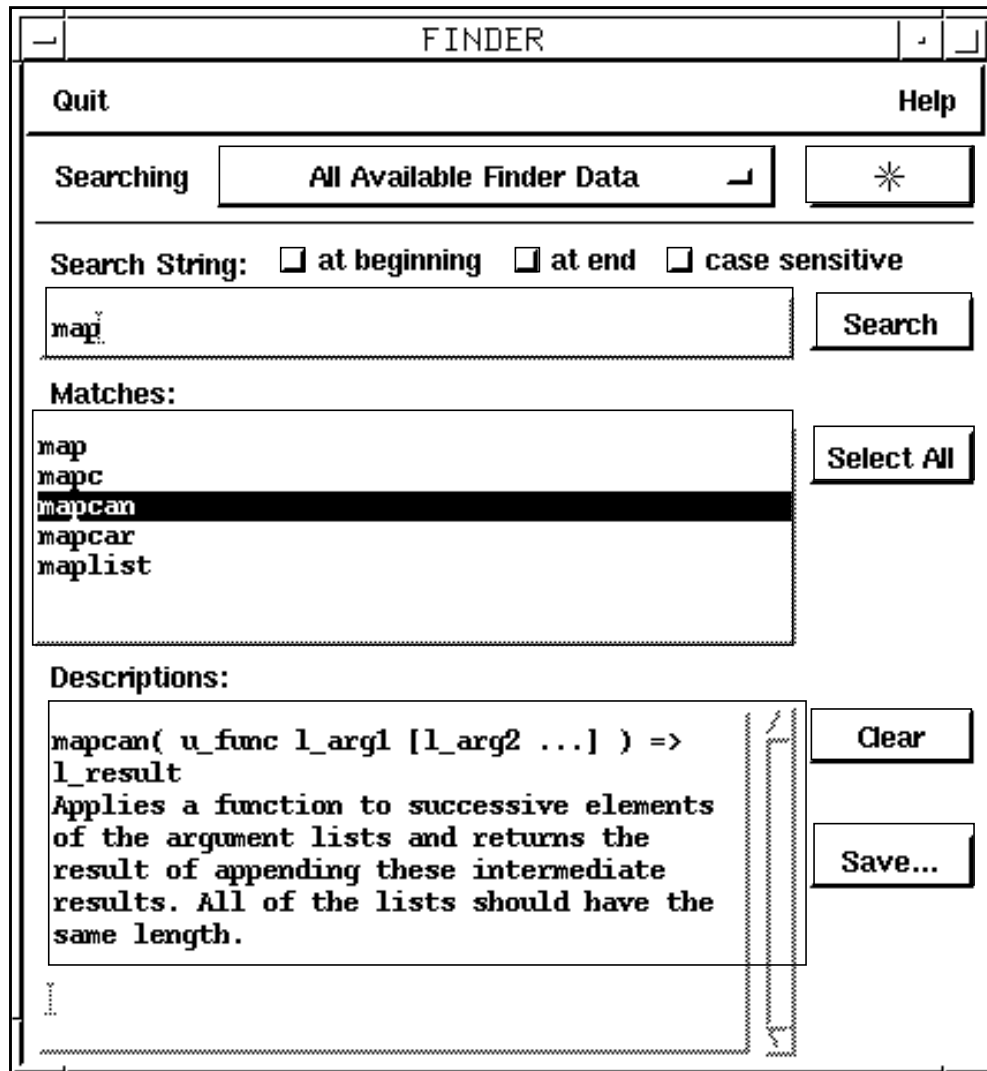 FINDER
Quit Help
Searching All Available Finder Data
Search String: at beginning at end case sensitive
map Search
Matches:
map
mapc
Select All
mapcan
mapcar
maplist
Descriptions:
mapcan( u_func l_arg1 [l_arg2 ...] ) =>
Clear
l_result
Applies a function to successive elements
of the argument lists and returns the
result of appending these intermediate
Save...
results. All of the lists should have the
same length.